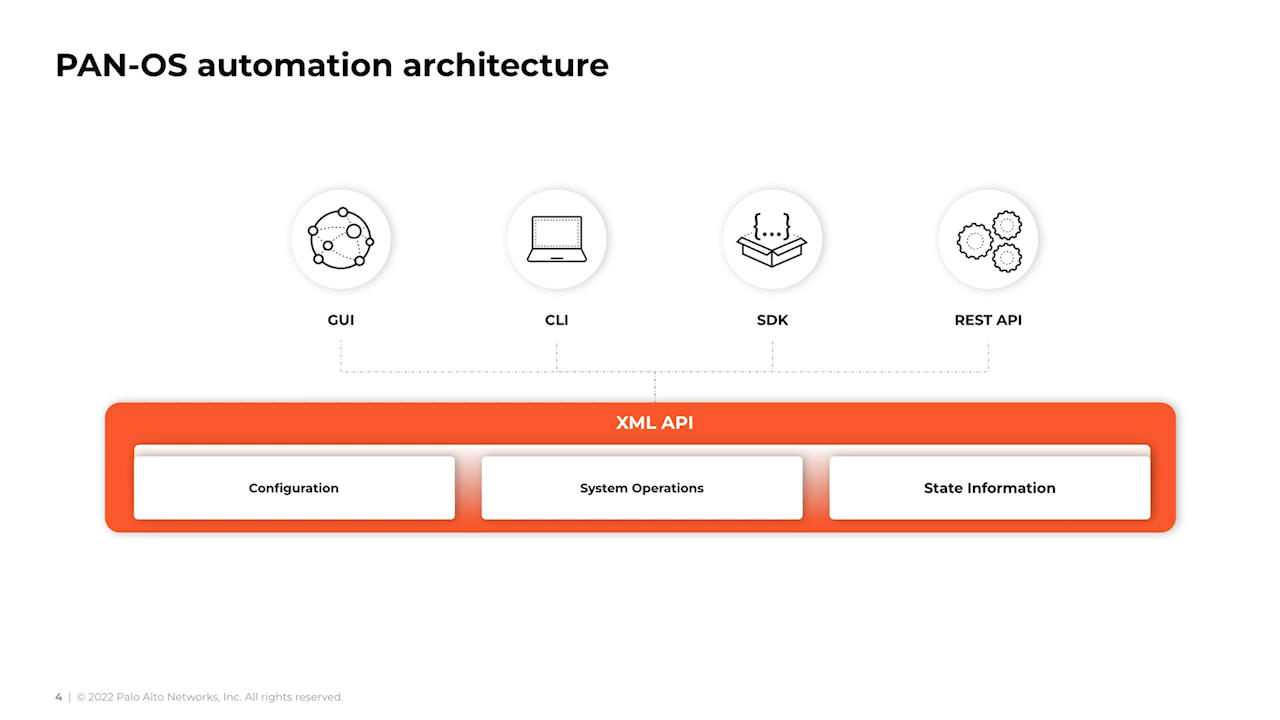 PAN-OS automation architecture
{...}
GUI
CLI
SDK
REST API
XML API
Configuration
System Operations
State Information
4 | © 2022 Palo Alto Networks, Inc. All rights reserved.